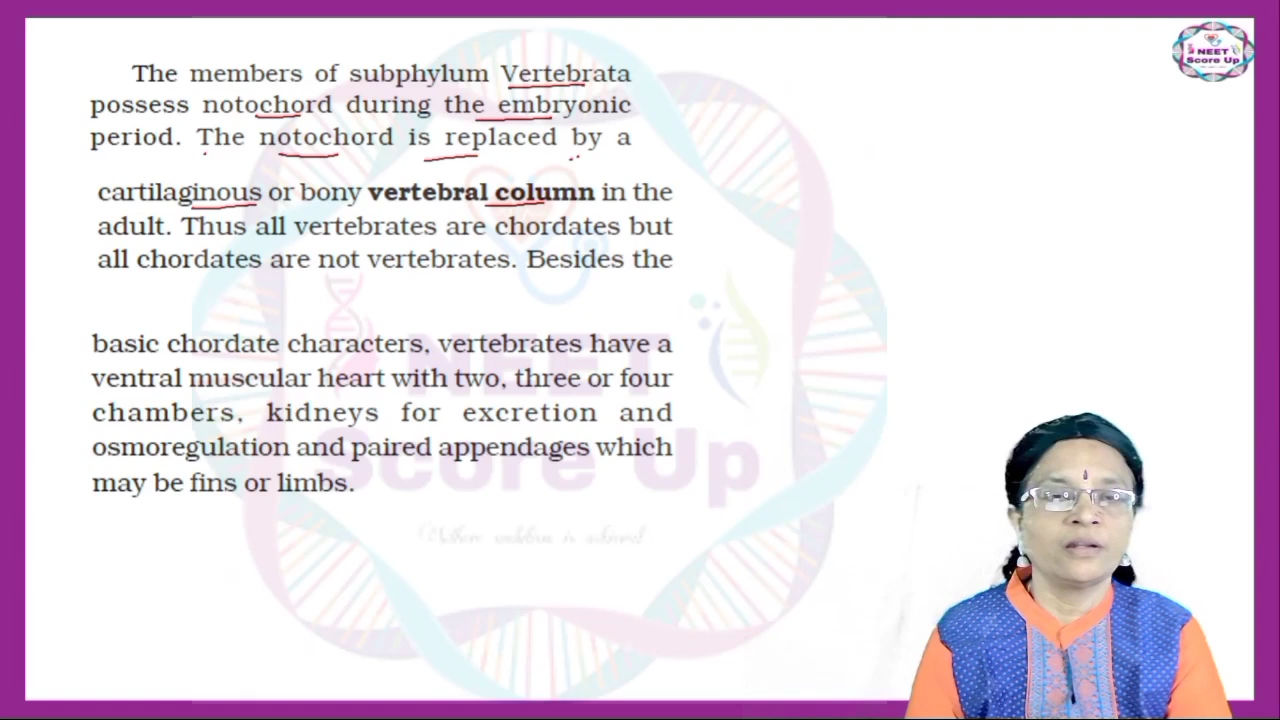 NEET
Score Up
The members of subphylum Vertebrata
possess notochord during the embryonic
period. The notochord is replaced by a
cartilaginous or bony vertebral column in the
adult. Thus all vertebrates are chordates but
all chordates are not vertebrates. Besides the
basic chordate characters, vertebrates have a
ventral muscular heart with two, three or four
chambers, kidneys for excretion and
osmoregulation and paired appendages which
may be fins or limbs.
NEET
Score Up